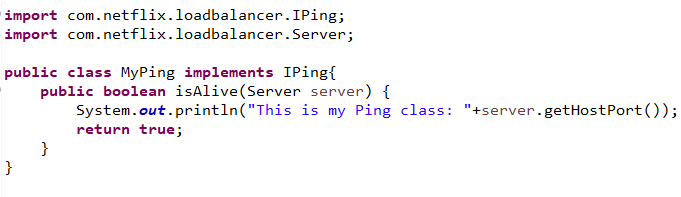 import com.netflix.loadbalancer.IPing;
import com.netflix.loadbalancer.Server;
public class MyPing implements IPing{
public boolean isAlive(Server server) {
System.out.println("This is my Ping class: "+server.getHostPort());
return true;
}
}